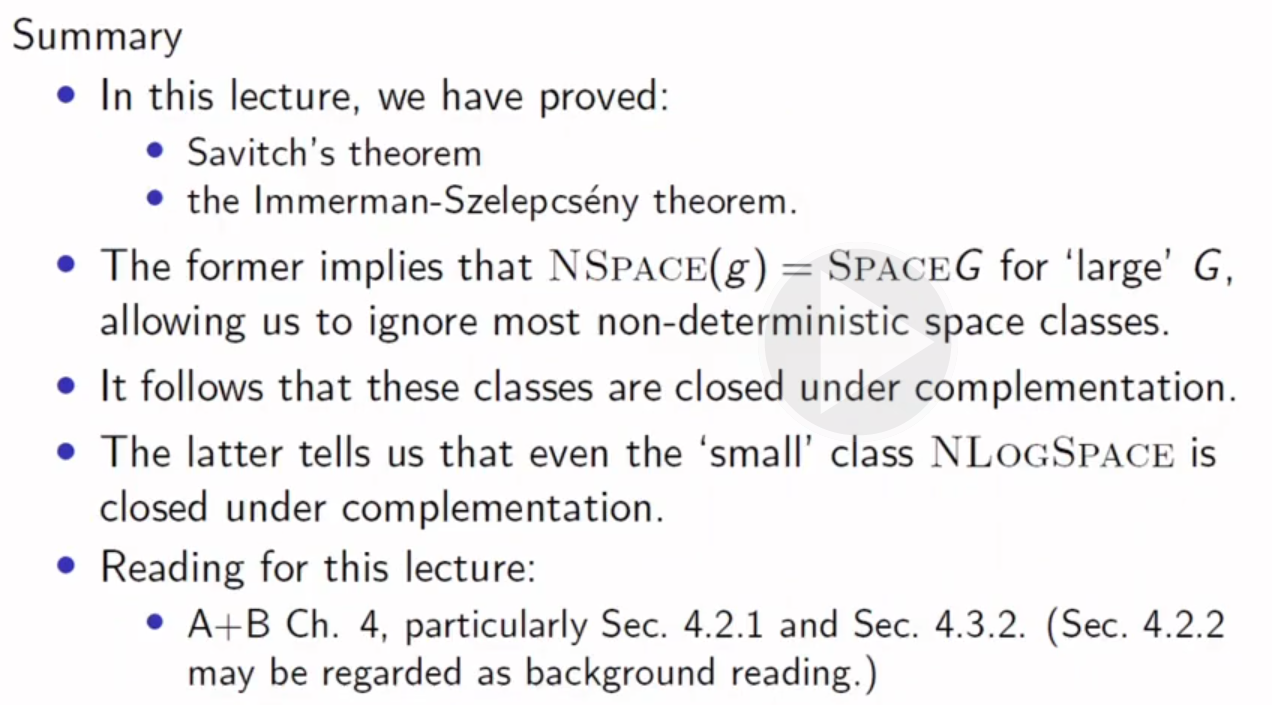 Summary
• In this lecture, we have proved:
• Savitch's theorem
• the Immerman-Szelepcsény theorem.
• The former implies that NSPACE(g) = SPACEG for 'large' G,
allowing us to ignore most non-deterministic space classes.
• It follows that these classes are closed under complementation.
• The latter tells us that even the 'small' class NLOGSPACE is
closed under complementation.
• Reading for this lecture:
• A+B Ch. 4, particularly Sec. 4.2.1 and Sec. 4.3.2. (Sec. 4.2.2
may be regarded as background reading.)